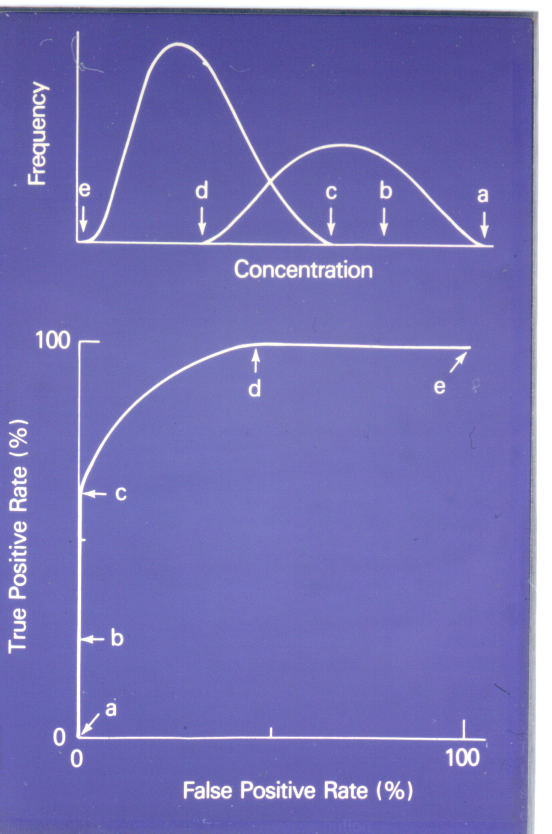 Frequency
e
d
c
b
a
Concentration
100
True Positive Rate (%)
d
e
c
b
a
0
0
100
False Positive Rate (%)